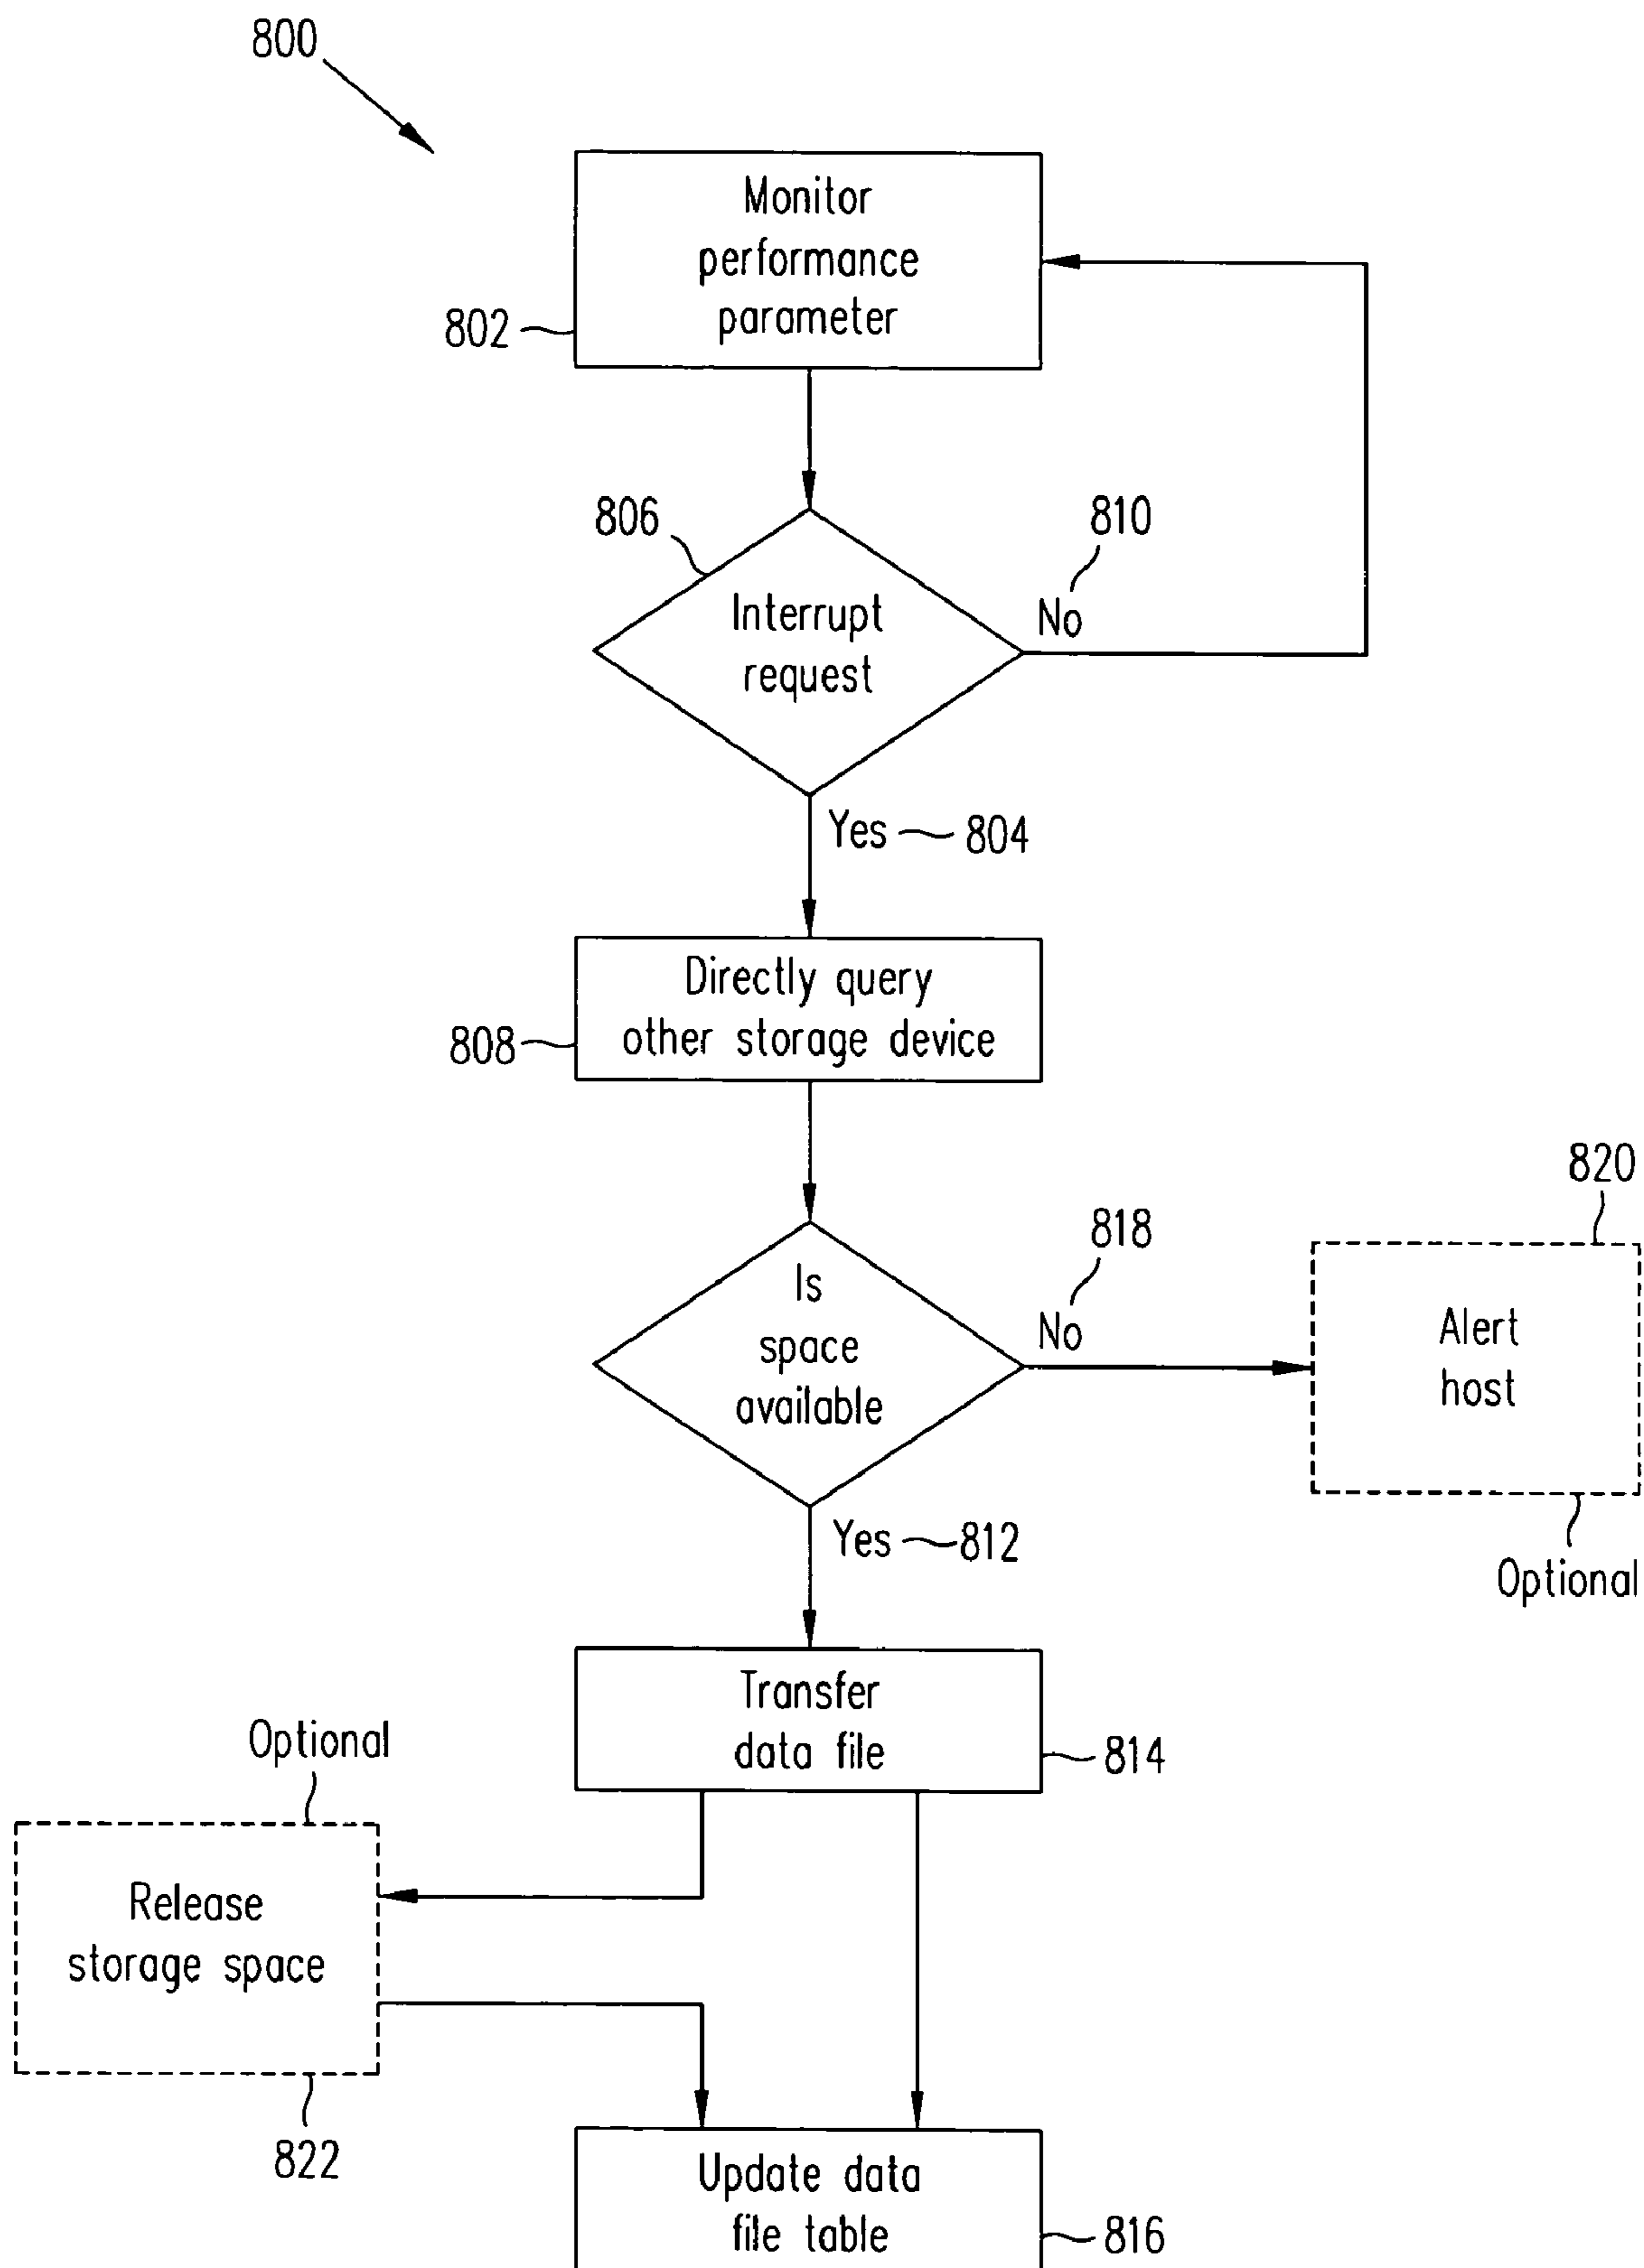 800
Monitor
performance
parameter
802
806
810
Interrupt
request
No
Yes
804
Directly query
other storage device
808
820
818
Is
space
available
No
Alert
host
Yes
812
Optional
Transfer
data file
814
Optional
Release
storage space
822
Update data
file table
816